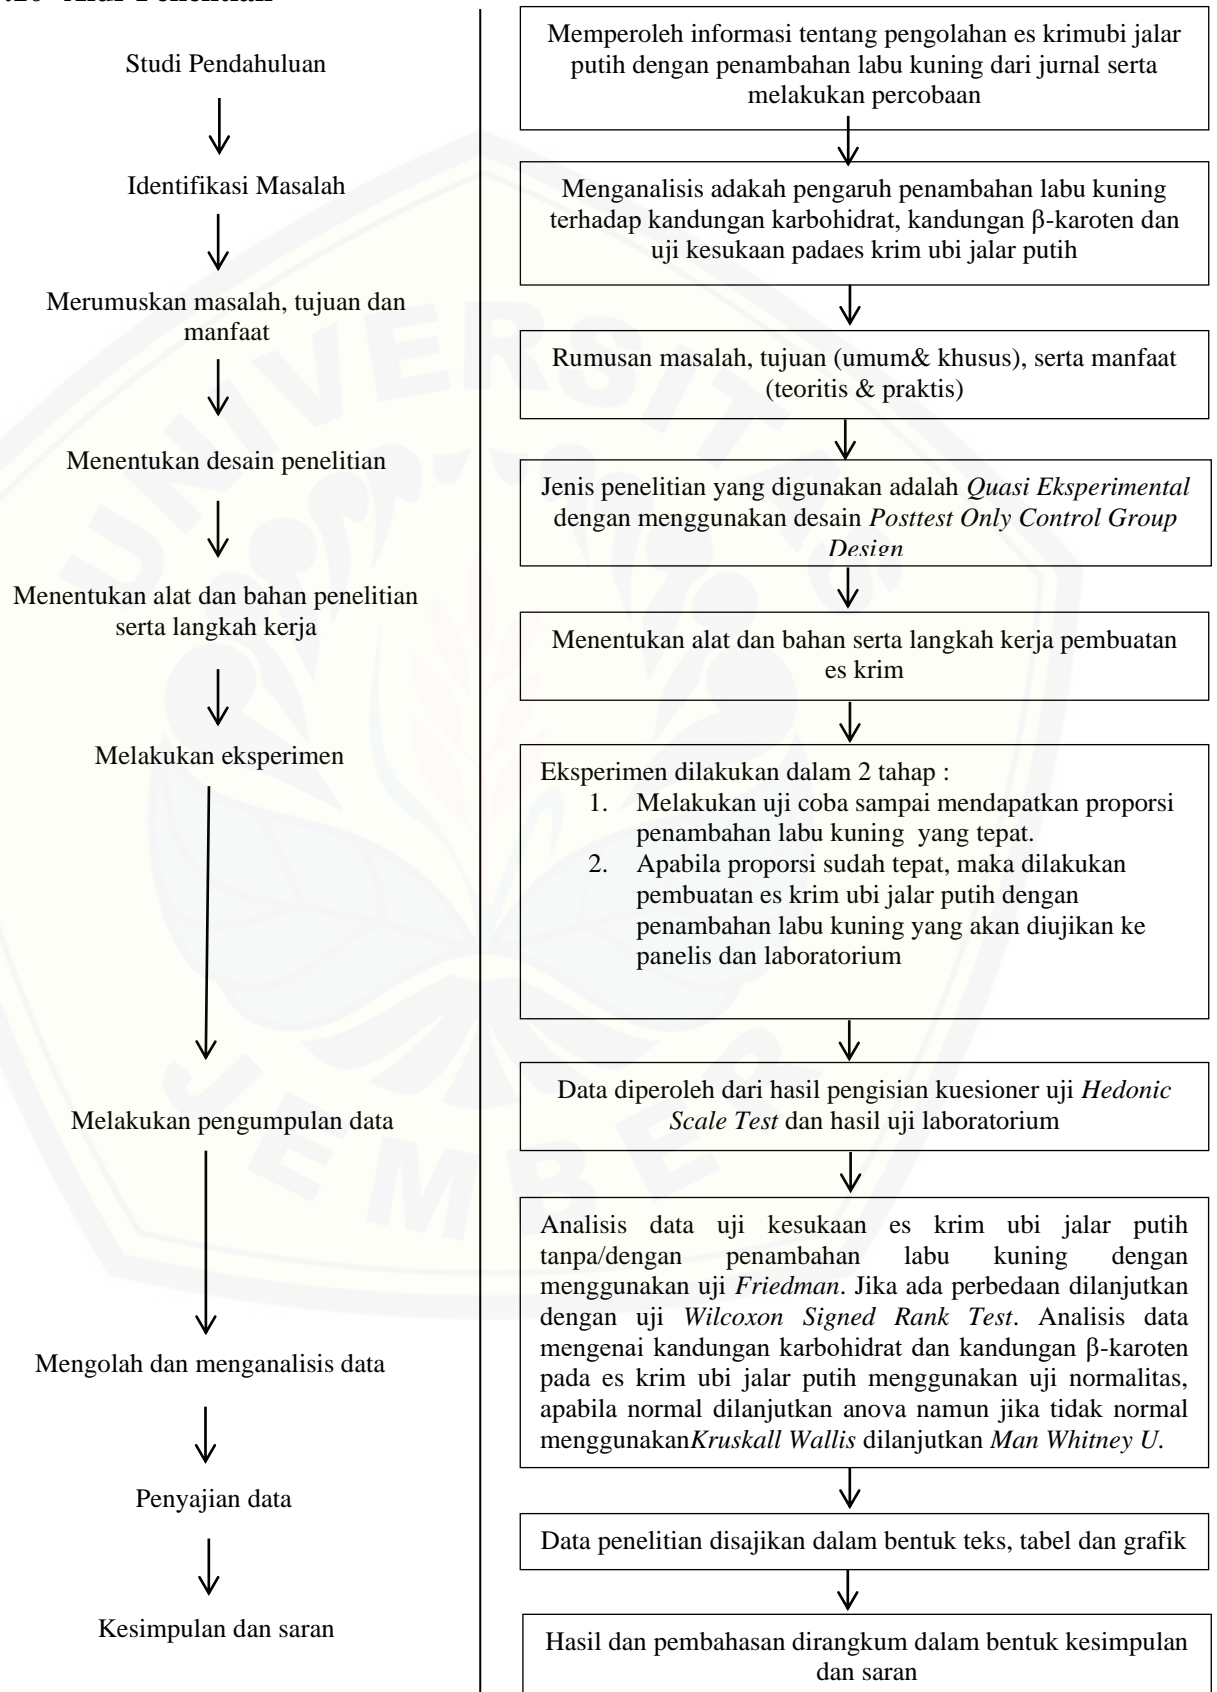 Studi Pendahuluan
Identifikasi Masalah
Merumuskan masalah, tujuan dan
manfaat
Menentukan desain penelitian
Menentukan alat dan bahan penelitian
serta langkah kerja
Melakukan eksperimen
Melakukan pengumpulan data
Mengolah dan menganalisis data
Penyajian data
Kesimpulan dan saran
Memperoleh informasi tentang pengolahan es krimubi jalar
putih dengan penambahan labu kuning dari jurnal serta
melakukan percobaan
Menganalisis adakah pengaruh penambahan labu kuning
terhadap kandungan karbohidrat, kandungan β-karoten dan
uji kesukaan padaes krim ubi jalar putih
Rumusan masalah, tujuan (umum& khusus), serta manfaat
(teoritis & praktis)
Jenis penelitian yang digunakan adalah Quasi Eksperimental
dengan menggunakan desain Posttest Only Control Group
Design
Menentukan alat dan bahan serta langkah kerja pembuatan
es krim
Eksperimen dilakukan dalam 2 tahap :
1. Melakukan uji coba sampai mendapatkan proporsi
penambahan labu kuning yang tepat.
2. Apabila proporsi sudah tepat, maka dilakukan
pembuatan es krim ubi jalar putih dengan
penambahan labu kuning yang akan diujikan ke
panelis dan laboratorium
Data diperoleh dari hasil pengisian kuesioner uji Hedonic
Scale Test dan hasil uji laboratorium
Analisis data uji kesukaan es krim ubi jalar putih
tanpa/dengan penambahan labu kuning dengan
menggunakan uji Friedman. Jika ada perbedaan dilanjutkan
dengan uji Wilcoxon Signed Rank Test. Analisis data
mengenai kandungan karbohidrat dan kandungan β-karoten
pada es krim ubi jalar putih menggunakan uji normalitas,
apabila normal dilanjutkan anova namun jika tidak normal
menggunakanKruskall Wallis dilanjutkan Man Whitney U.
Data penelitian disajikan dalam bentuk teks, tabel dan grafik
Hasil dan pembahasan dirangkum dalam bentuk kesimpulan
dan saran
UNIVERSITAS
JEMBER